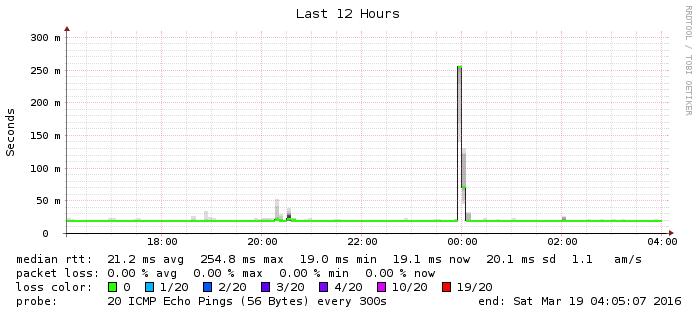 Last 12 Hours
RRDTOOL / TOBI OETIKER
Seconds
300 m
250 m
200 m
150 m
100 m
50 m
0
18:00 20:00 22:00 00:00 02:00 04:00
median rtt: 21.2 ms avg 254.8 ms max 19.0 ms min 19.1 ms now 20.1 ms sd 1.1 am/s
packet loss: 0.00 % avg 0.00 % max 0.00 % min 0.00 % now
loss color: 0 1/20 2/20 3/20 4/20 10/20 19/20
probe: 20 ICMP Echo Pings (56 Bytes) every 300s end: Sat Mar 19 04:05:07 2016